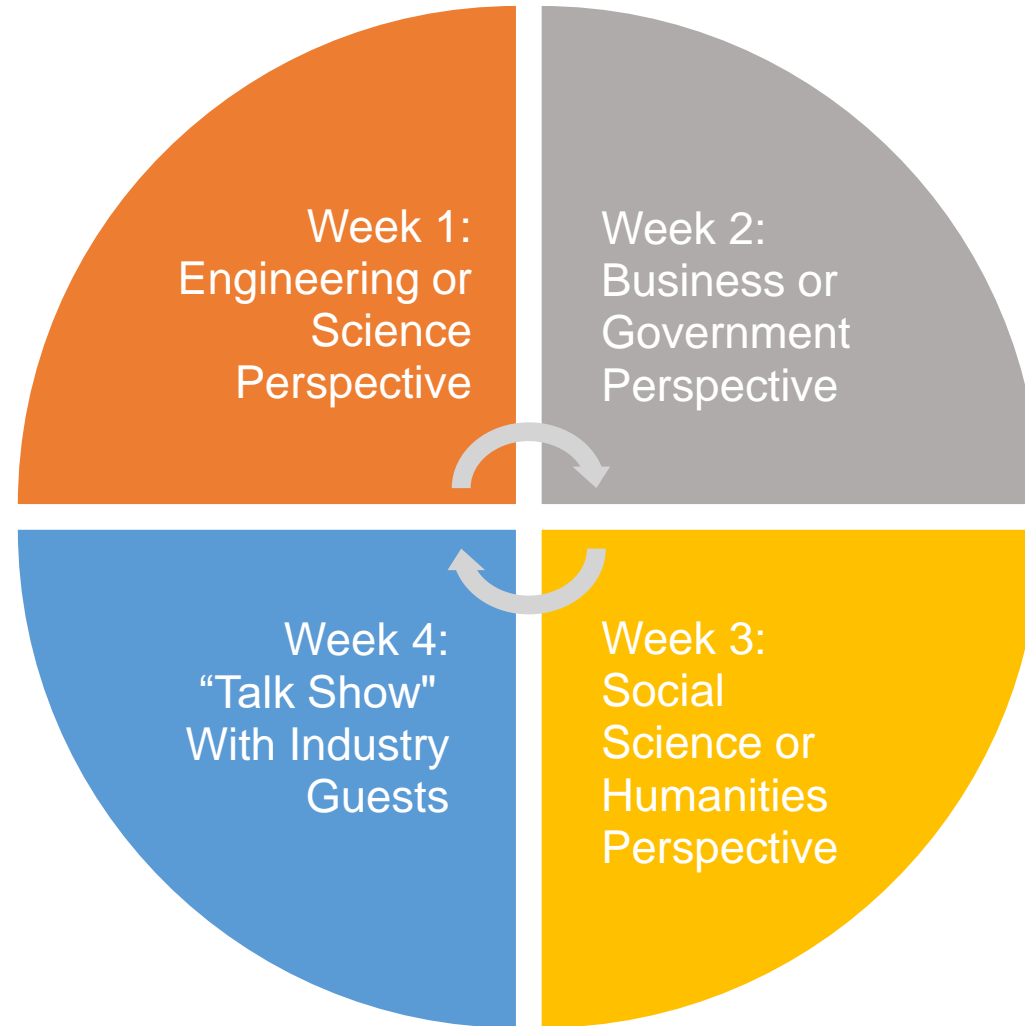 Week 1:
Engineering or
Science
Perspective
Week 2:
Business or
Government
Perspective
Week 3:
Social
Science or
Humanities
Perspective
Week 4:
“Talk Show"
With Industry
Guests